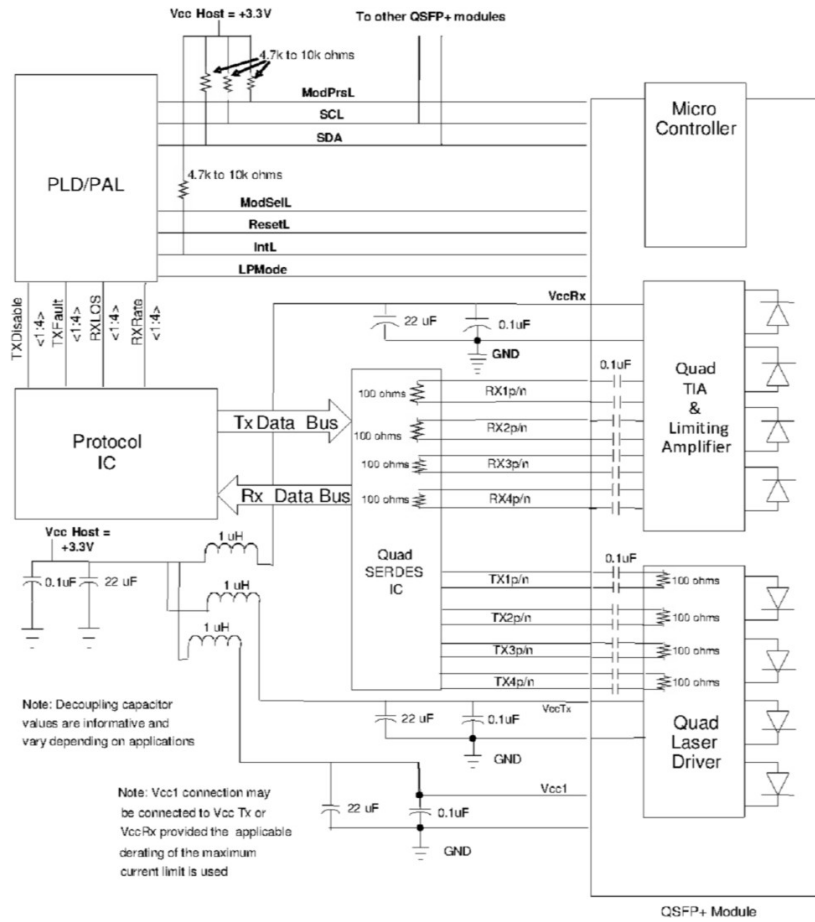 Vcc Host = +3.3V
To other QSFP+ modules
4.7k to 10k ohms
ModPrsL
SCL
SDA
Micro
Controller
PLD/PAL
4.7k to 10k ohms
ModSelL
ResetL
IntL
LPMode
TXDisable
<1:4>
TXFault
<1:4>
RXLOS
<1:4>
RXRate
<1:4>
VccRx
22 uF
0.1uF
GND
0.1uF
Quad
TIA
&
Limiting
Amplifier
100 ohms
RX1p/n
Protocol
IC
Tx Data Bus
100 ohms
RX2p/n
100 ohms
RX3p/n
Rx Data Bus
100 ohms
RX4p/n
Vcc Host =
+3.3V
1 uH
0.1uF
22 uF
1 uH
1 uH
Quad
SERDES
IC
0.1uF
TX1p/n
100 ohms
TX2p/n
100 ohms
TX3p/n
100 ohms
TX4p/n
100 ohms
Note: Decoupling capacitor
values are informative and
vary depending on applications
VccTx
22 uF
0.1uF
GND
Quad
Laser
Driver
Note: Vcc1 connection may
be connected to Vcc Tx or
VccRx provided the applicable
derating of the maximum
current limit is used
Vcc1
22 uF
0.1uF
GND
QSFP+ Module